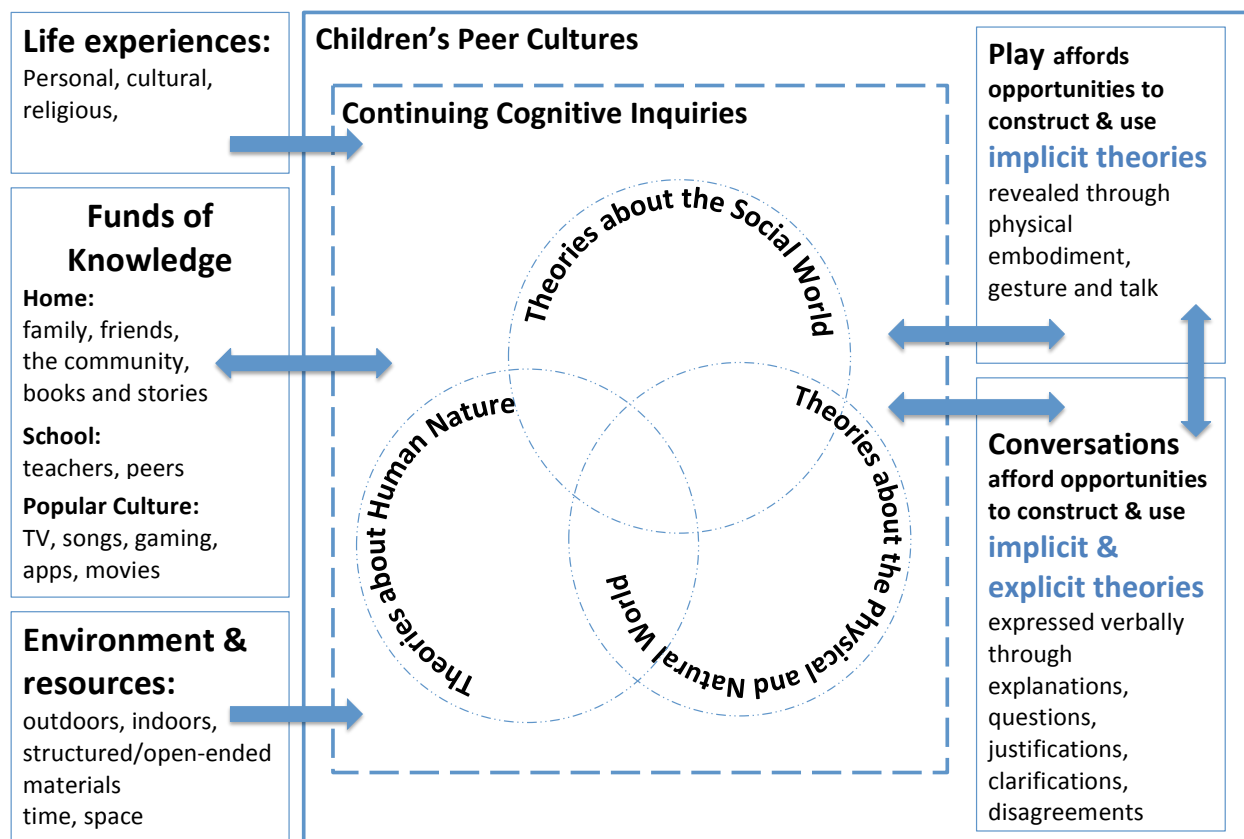 Life experiences:
Personal, cultural,
religious,
Funds of
Knowledge
Home:
family, friends,
the community,
books and stories
School:
teachers, peers
Popular Culture:
TV, songs, gaming,
apps, movies
Environment &
resources:
outdoors, indoors,
structured/open-ended
materials
time, space
Children’s Peer Cultures
Continuing Cognitive Inquiries
Theories about the Social World
Theories about Human Nature
Theories about the Physical and Natural World
Play affords
opportunities to
construct & use
implicit theories
revealed through
physical
embodiment,
gesture and talk
Conversations
afford opportunities
to construct & use
implicit &
explicit theories
expressed verbally
through
explanations,
questions,
justifications,
clarifications,
disagreements